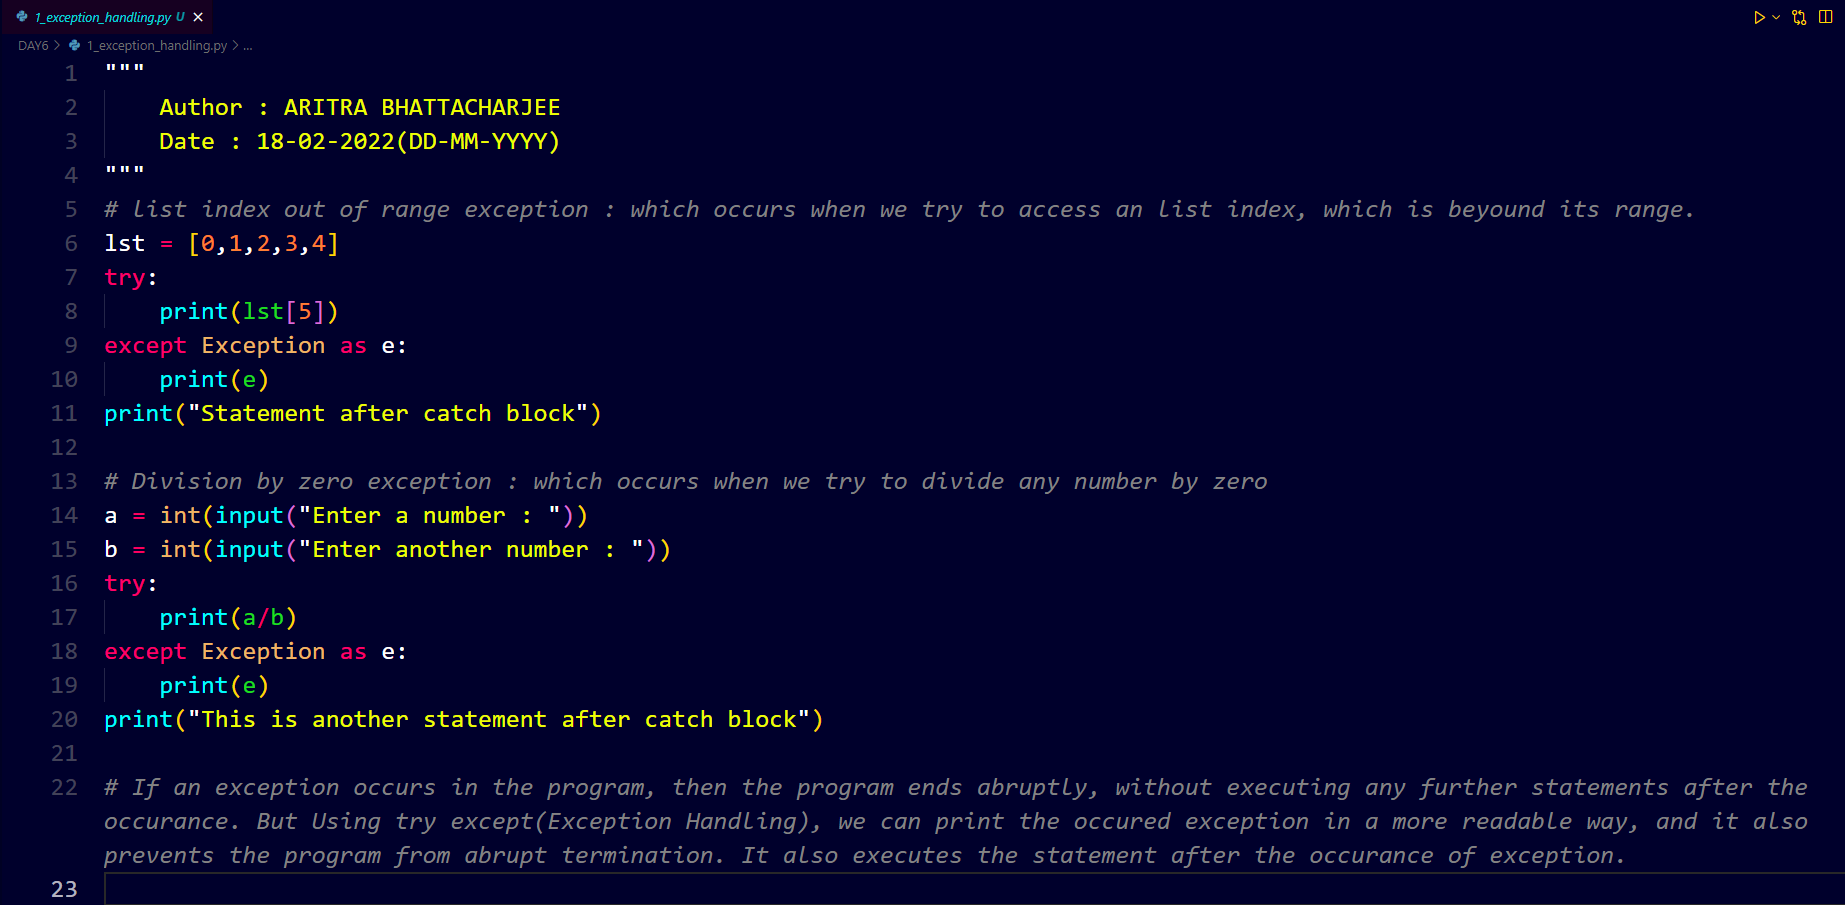 1_exception_handling.py U ×
DAY6 > 1_exception_handling.py > ...
1 """
2     Author : ARITRA BHATTACHARJEE
3     Date : 18-02-2022(DD-MM-YYYY)
4 """
5 # list index out of range exception : which occurs when we try to access an list index, which is beyound its range.
6 lst = [0,1,2,3,4]
7 try:
8     print(lst[5])
9 except Exception as e:
10     print(e)
11 print("Statement after catch block")
12
13 # Division by zero exception : which occurs when we try to divide any number by zero
14 a = int(input("Enter a number : "))
15 b = int(input("Enter another number : "))
16 try:
17     print(a/b)
18 except Exception as e:
19     print(e)
20 print("This is another statement after catch block")
21
22 # If an exception occurs in the program, then the program ends abruptly, without executing any further statements after the
occurance. But Using try except(Exception Handling), we can print the occured exception in a more readable way, and it also
prevents the program from abrupt termination. It also executes the statement after the occurance of exception.
23